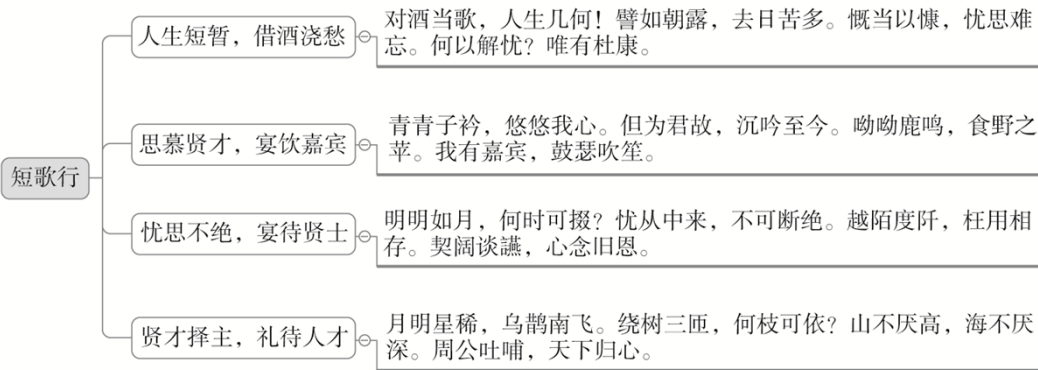 人生短暂，借酒浇愁
对酒当歌，人生几何！譬如朝露，去日苦多。慨当以慷，忧思难
忘。何以解忧？唯有杜康。
思慕贤才，宴饮嘉宾
青青子衿，悠悠我心。但为君故，沉吟至今。呦呦鹿鸣，食野之
苹。我有嘉宾，鼓瑟吹笙。
短歌行
忧思不绝，宴待贤士
明明如月，何时可掇？忧从中来，不可断绝。越陌度阡，枉用相
存。契阔谈讌，心念旧恩。
贤才择主，礼待人才
月明星稀，乌鹊南飞。绕树三匝，何枝可依？山不厌高，海不厌
深。周公吐哺，天下归心。